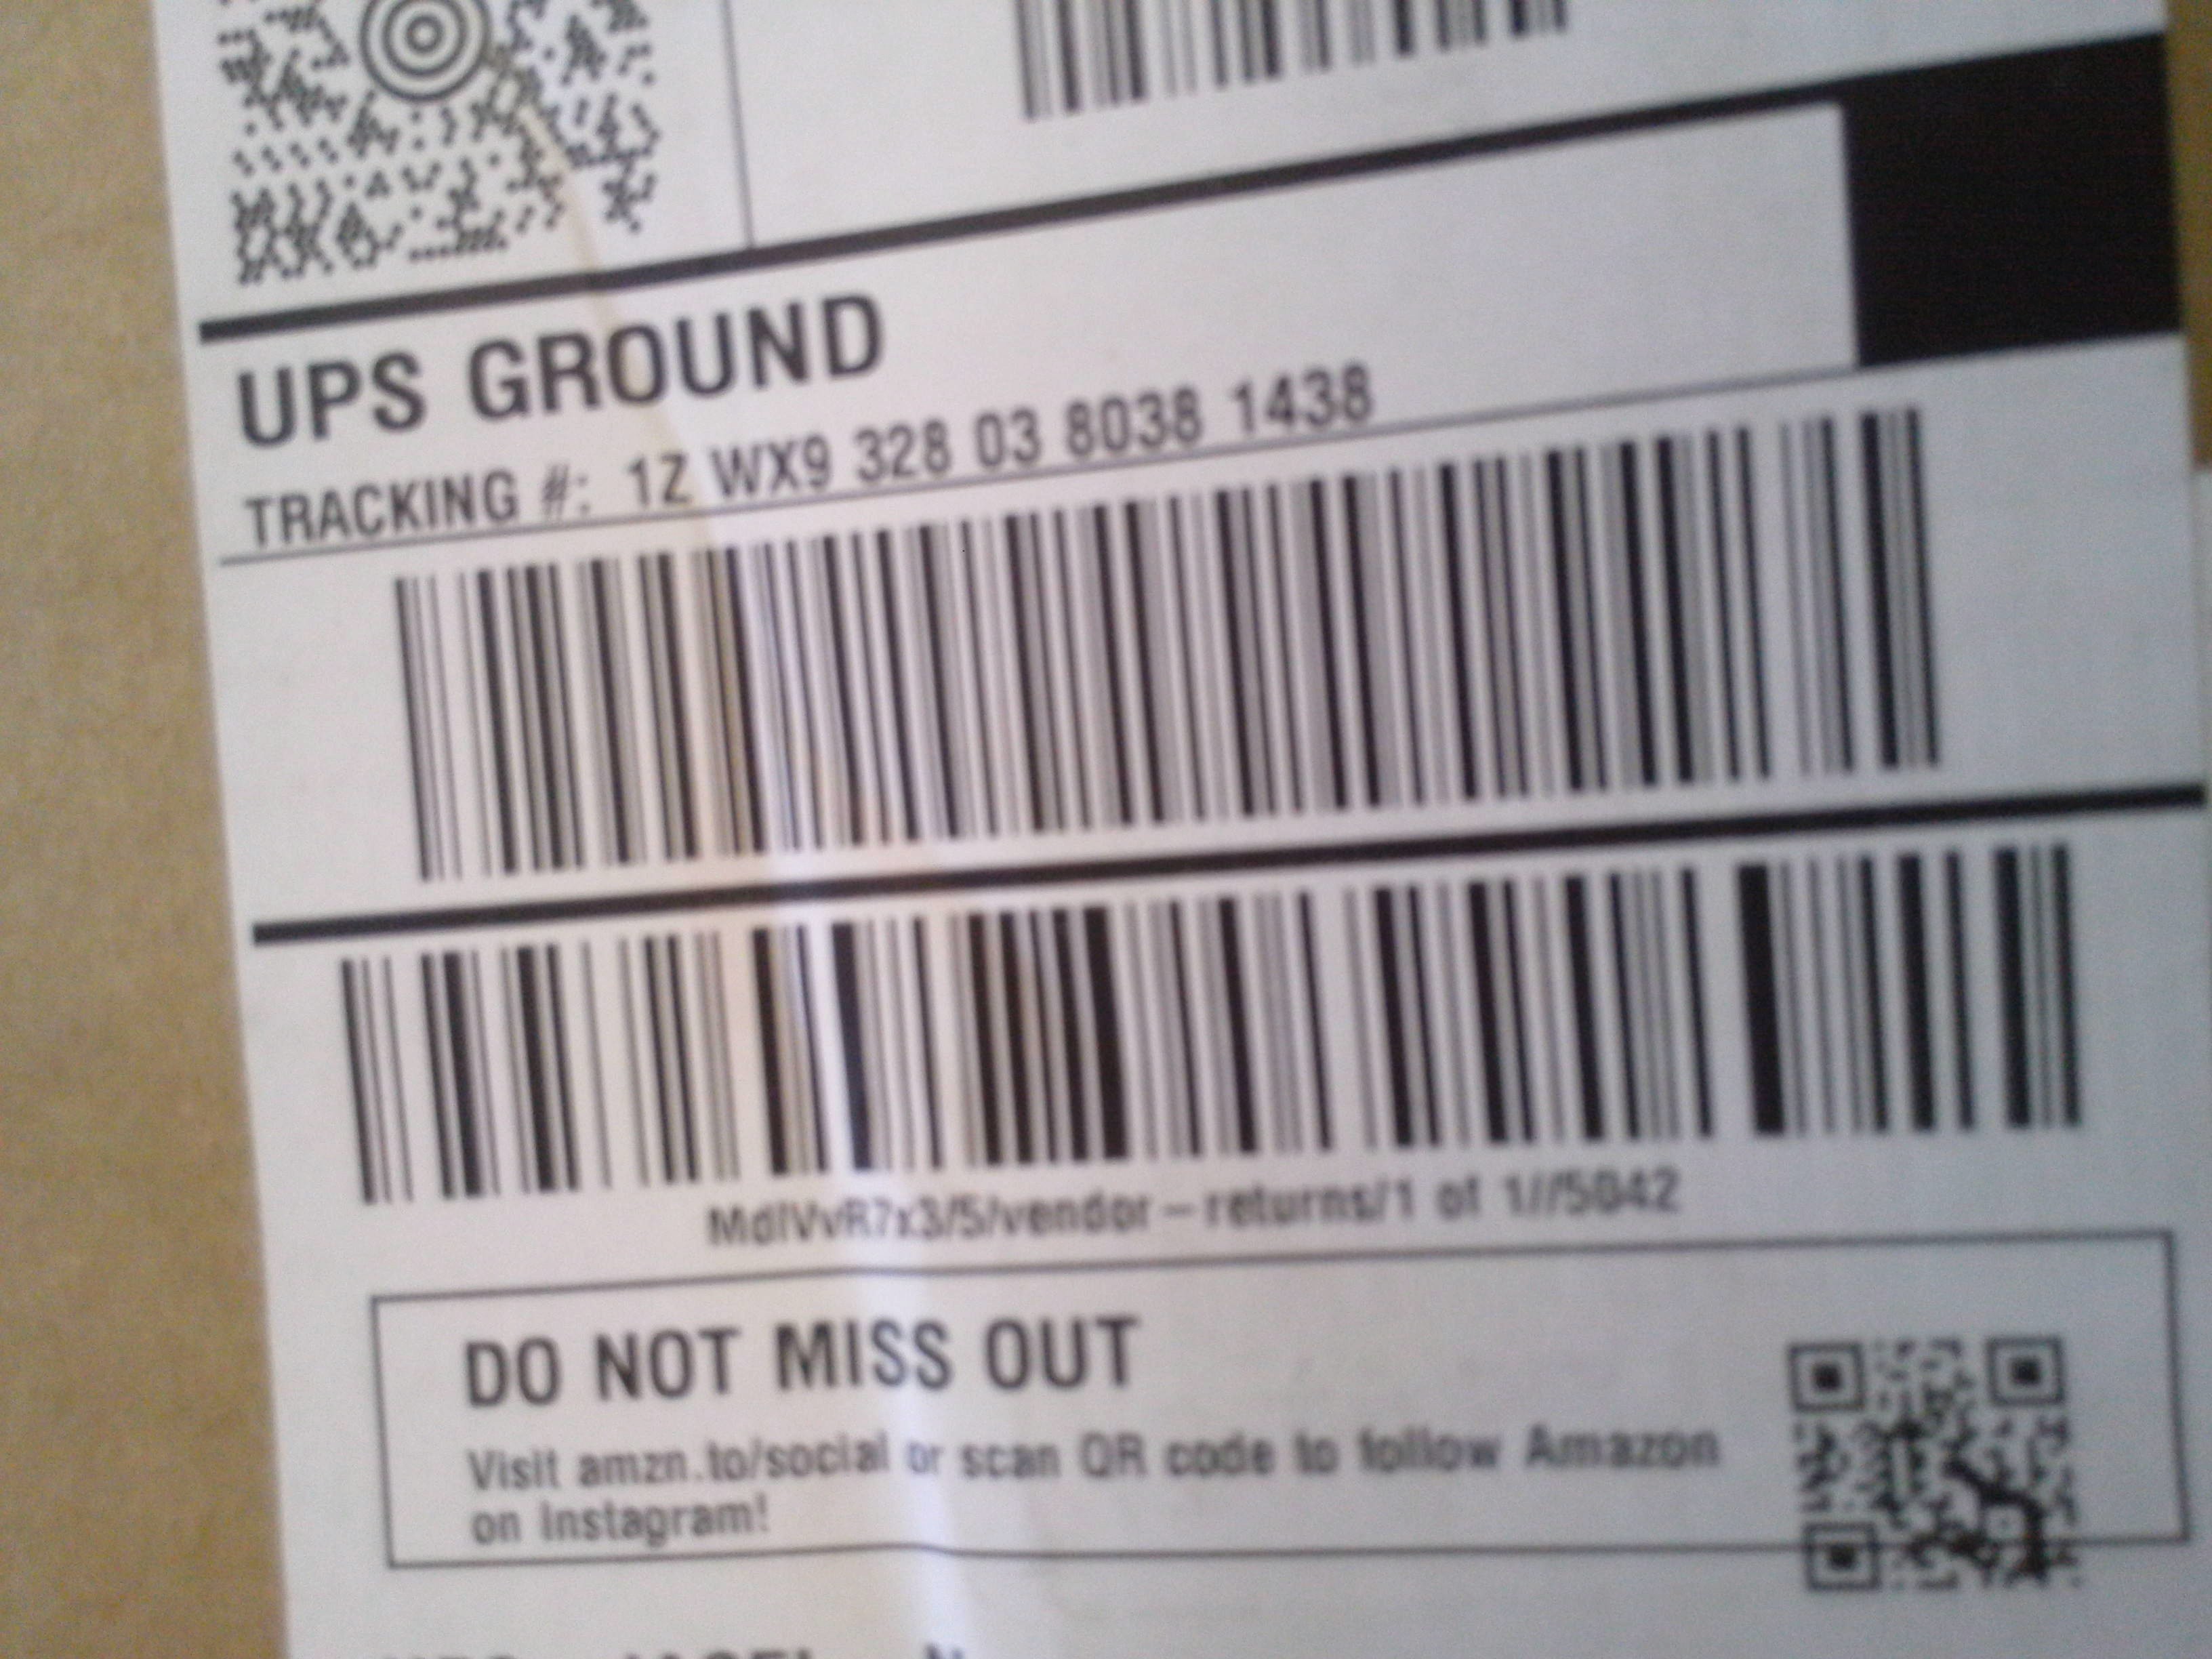 UPS GROUND
TRACKING #: 1Z WX9 328 03 8038 1438
MdlVvR7x3/5/vendor-returns/1 of 1//5042
DO NOT MISS OUT
Visit amzn.to/social or scan QR code to follow Amazon
on Instagram!